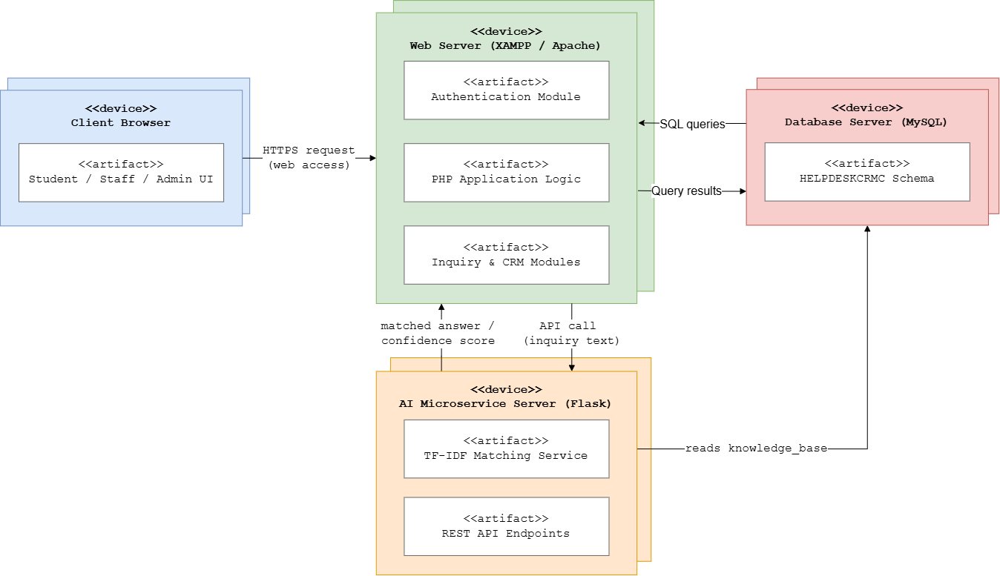 <<device>>
Client Browser
<<artifact>>
Student / Staff / Admin UI
HTTPS request
(web access)
<<device>>
Web Server (XAMPP / Apache)
<<artifact>>
Authentication Module
<<artifact>>
PHP Application Logic
<<artifact>>
Inquiry & CRM Modules
SQL queries
Query results
<<device>>
Database Server (MySQL)
<<artifact>>
HELPDESKCRMC Schema
matched answer /
confidence score
API call
(inquiry text)
<<device>>
AI Microservice Server (Flask)
<<artifact>>
TF-IDF Matching Service
<<artifact>>
REST API Endpoints
reads knowledge_base